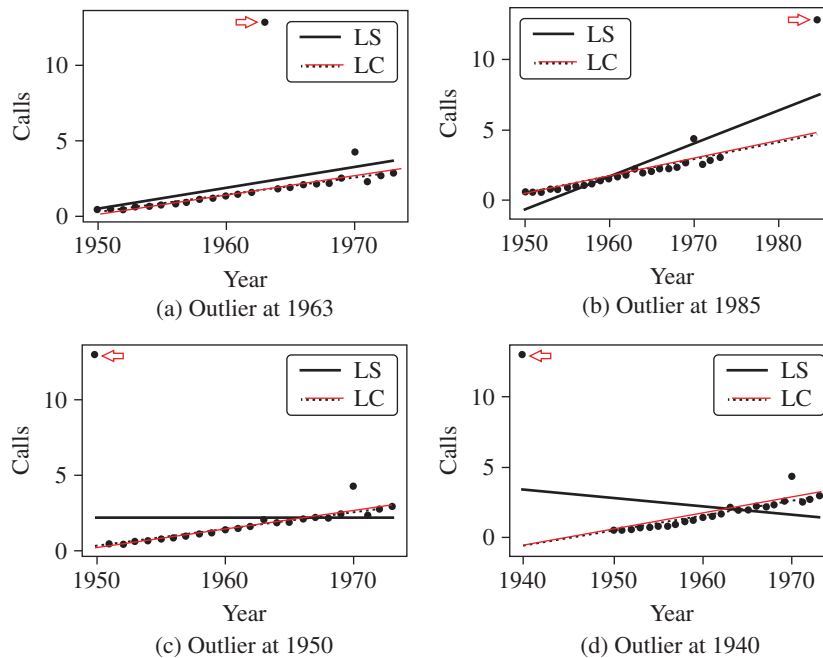 10
5
0
Calls
LS
LC
1950
1960
1970
Year
(a) Outlier at 1963
10
5
0
Calls
LS
LC
1950
1960
1970
1980
Year
(b) Outlier at 1985
10
5
0
Calls
LS
LC
1950
1960
1970
Year
(c) Outlier at 1950
10
5
0
Calls
LS
LC
1940
1950
1960
1970
Year
(d) Outlier at 1940